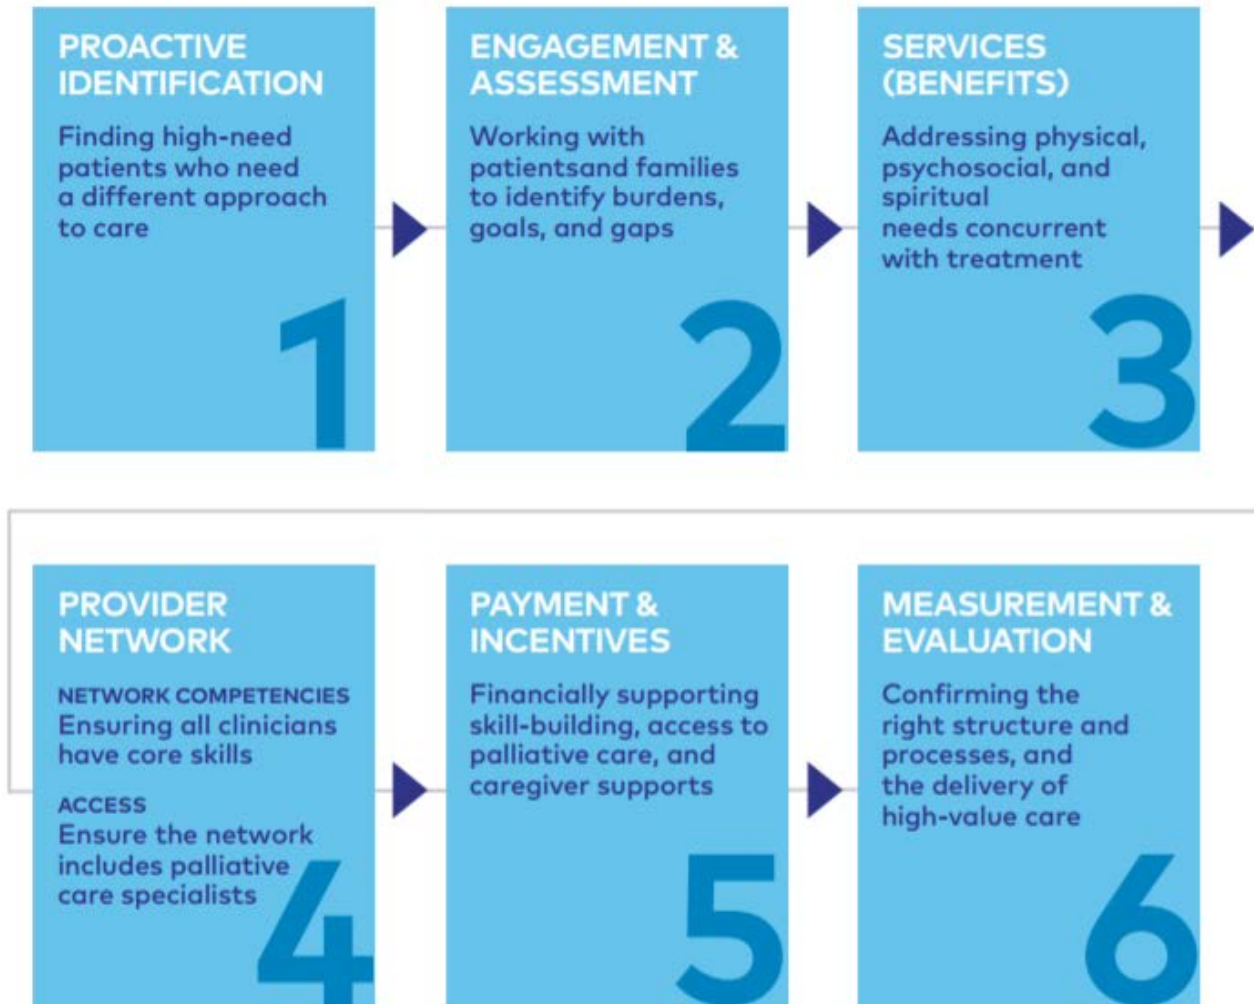 PROACTIVE
IDENTIFICATION
Finding high-need
patients who need
a different approach
to care
1
ENGAGEMENT &
ASSESSMENT
Working with
patientsand families
to identify burdens,
goals, and gaps
2
SERVICES
(BENEFITS)
Addressing physical,
psychosocial, and
spiritual
needs concurrent
with treatment
3
PROVIDER
NETWORK
NETWORK COMPETENCIES
Ensuring all clinicians
have core skills
ACCESS
Ensure the network
includes palliative
care specialists
4
PAYMENT &
INCENTIVES
Financially supporting
skill-building, access to
palliative care, and
caregiver supports
5
MEASUREMENT &
EVALUATION
Confirming the
right structure and
processes, and
the delivery of
high-value care
6